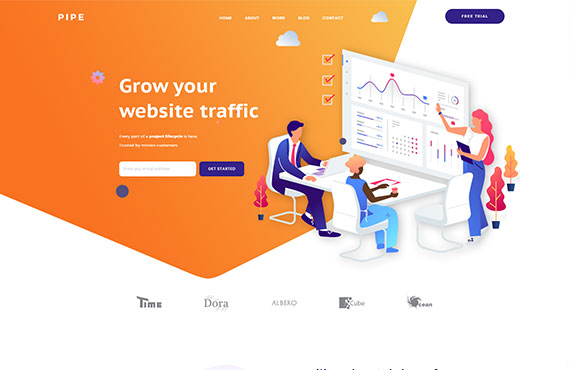 PIPE
HOME ABOUT WORK BLOG CONTACT
FREE TRIAL
Grow your
website traffic
Every part of a project lifecycle is here.
Trusted by million customers.
Enter you email address
GET STARTED
TIME
Dora
ALBERO
Cube
Ocean